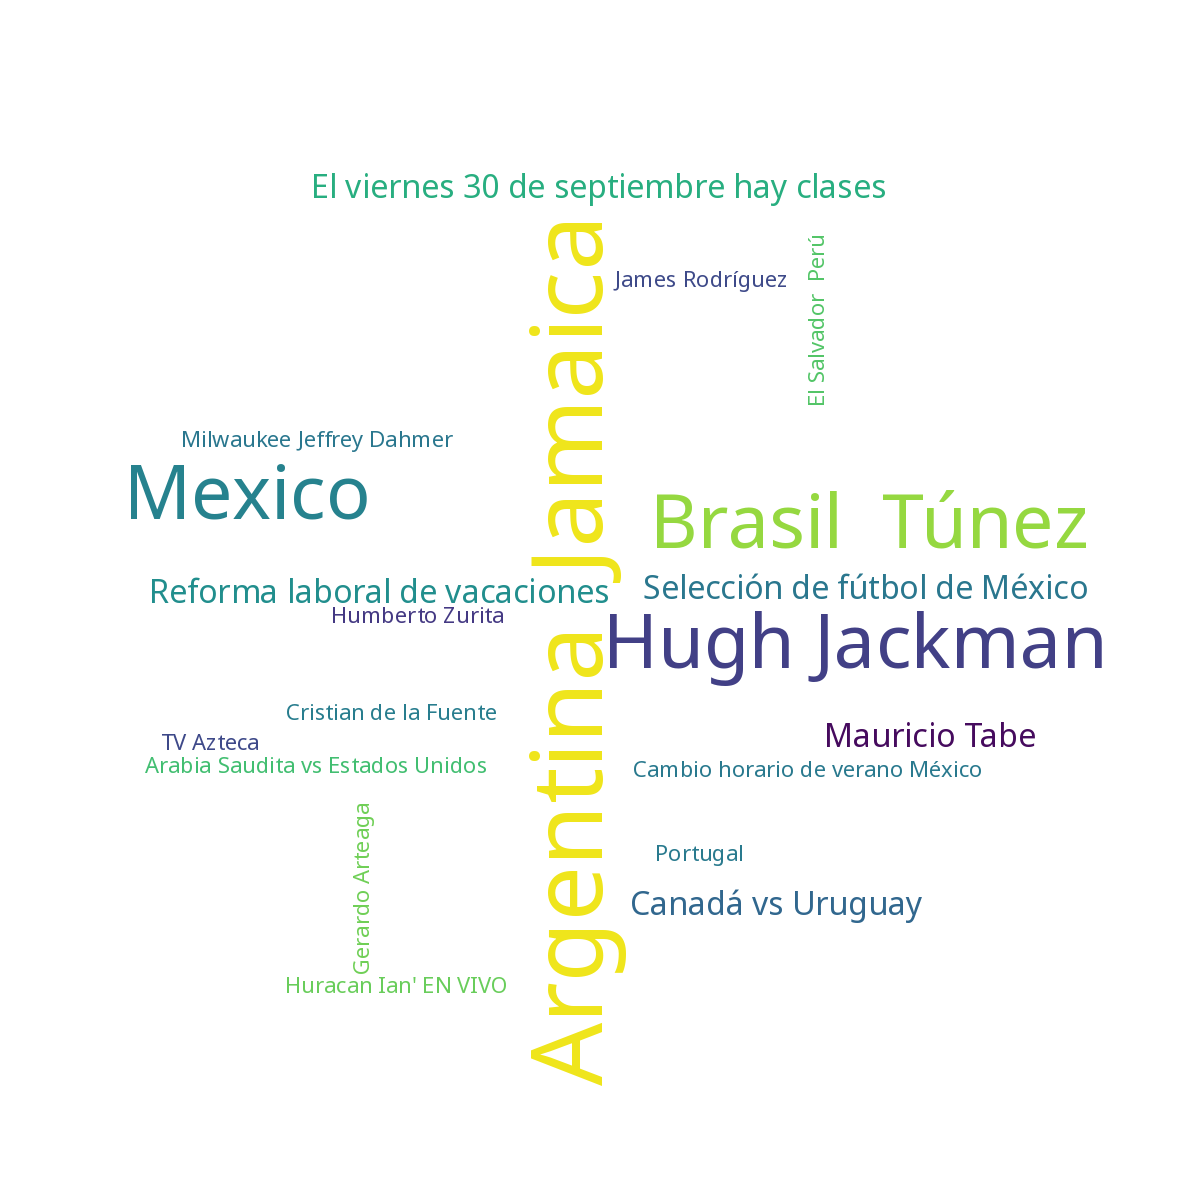 El viernes 30 de septiembre hay clases
Argentina  Jamaica
James Rodríguez
El Salvador  Perú
Milwaukee Jeffrey Dahmer
Mexico
Brasil  Túnez
Reforma laboral de vacaciones
Selección de fútbol de México
Humberto Zurita
Hugh Jackman
Cristian de la Fuente
TV Azteca
Mauricio Tabe
Arabia Saudita vs Estados Unidos
Cambio horario de verano México
Gerardo Arteaga
Portugal
Canadá vs Uruguay
Huracan Ian' EN VIVO